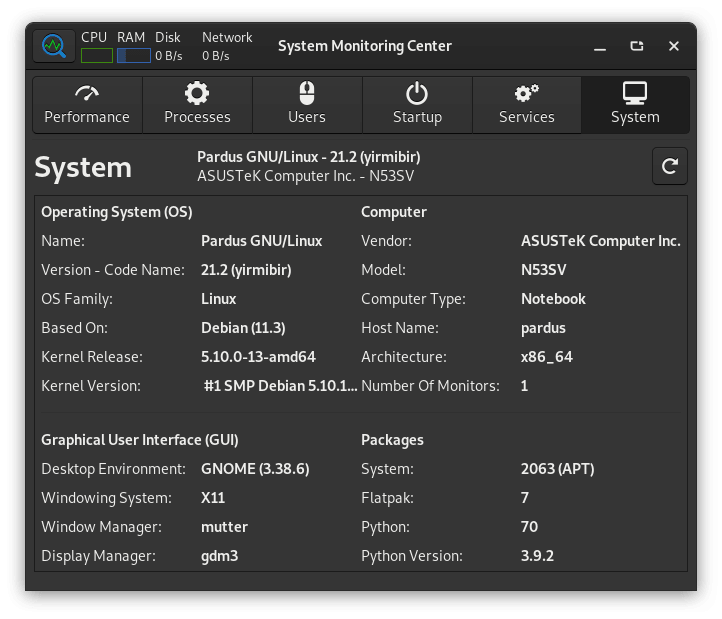 CPU RAM Disk Network
0 B/s 0 B/s
System Monitoring Center
Performance Processes Users Startup Services System
System
Pardus GNU/Linux - 21.2 (yirmibir)
ASUSTeK Computer Inc. - N53SV
Operating System (OS) Computer
Name: Pardus GNU/Linux Vendor: ASUSTeK Computer Inc.
Version - Code Name: 21.2 (yirmibir) Model: N53SV
OS Family: Linux Computer Type: Notebook
Based On: Debian (11.3) Host Name: pardus
Kernel Release: 5.10.0-13-amd64 Architecture: x86_64
Kernel Version: #1 SMP Debian 5.10.1... Number Of Monitors: 1
Graphical User Interface (GUI) Packages
Desktop Environment: GNOME (3.38.6) System: 2063 (APT)
Windowing System: X11 Flatpak: 7
Window Manager: mutter Python: 70
Display Manager: gdm3 Python Version: 3.9.2